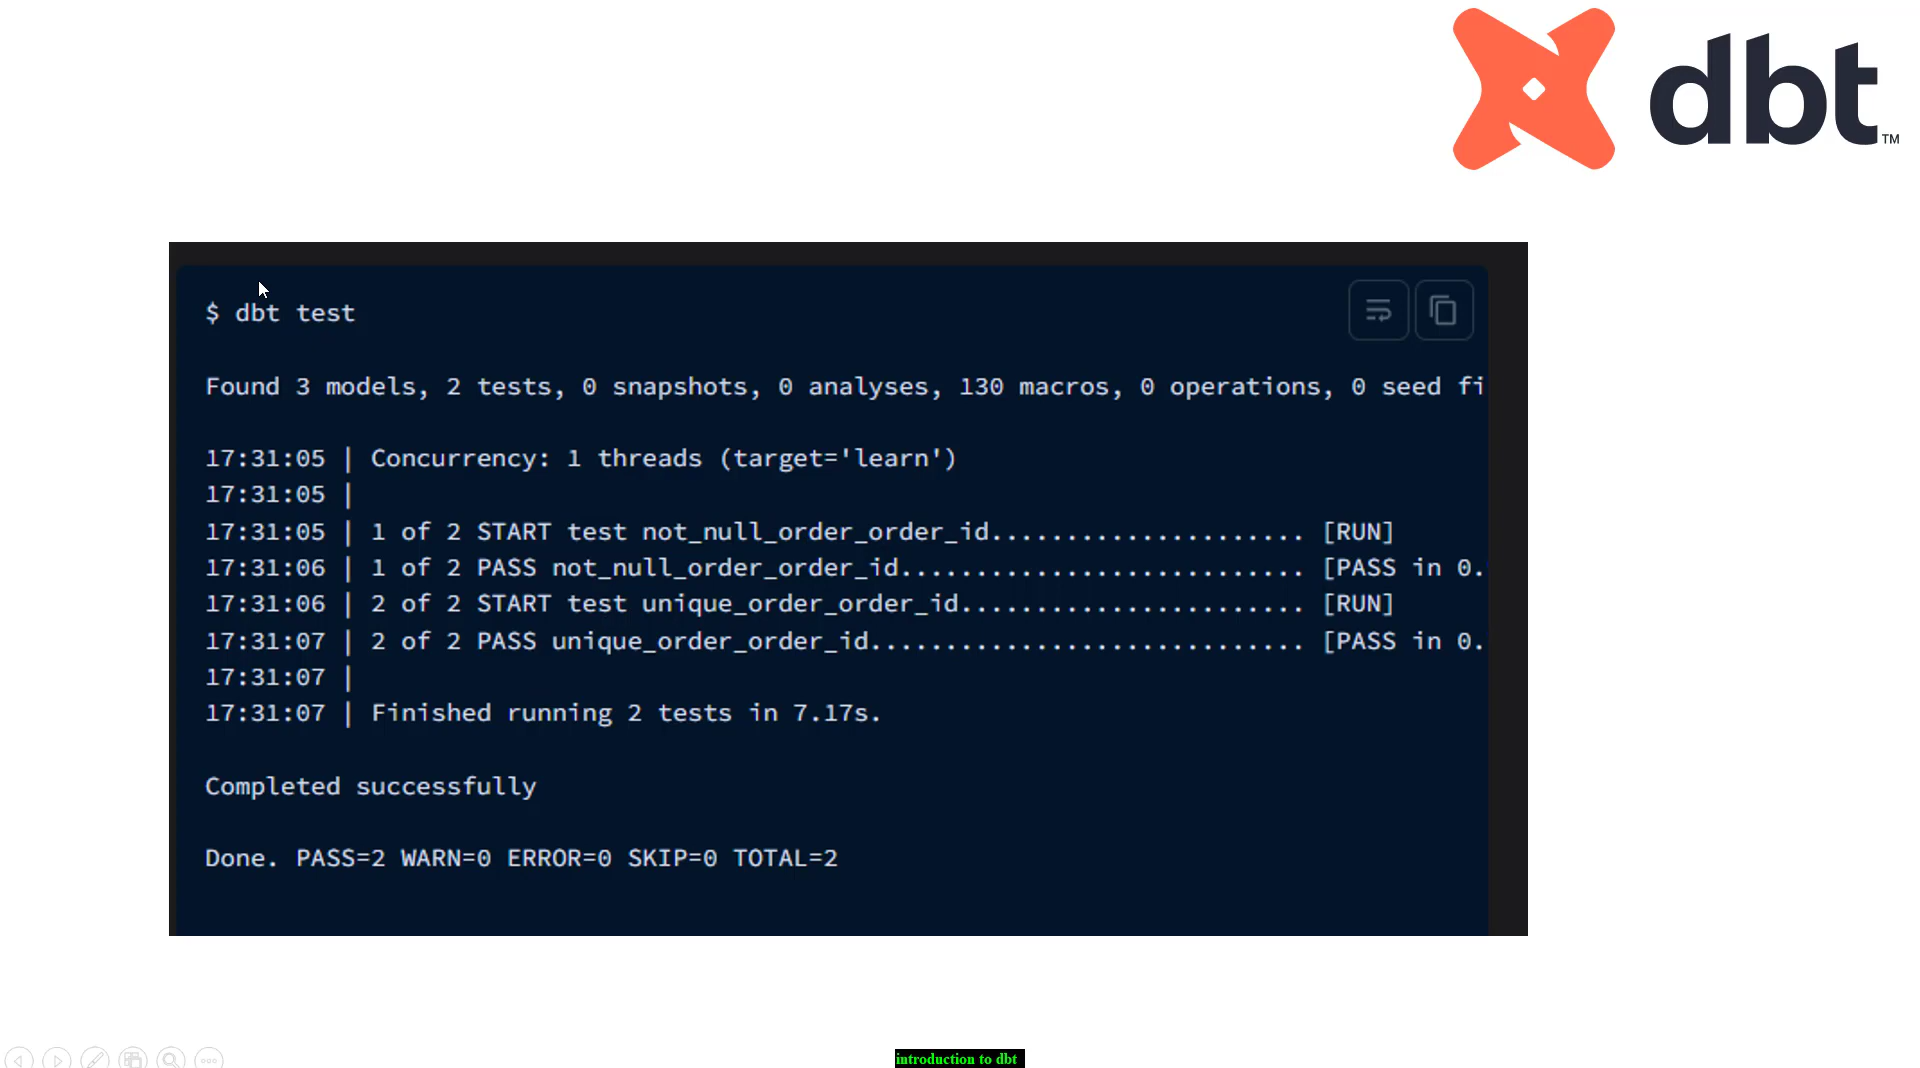 dbt™
$ dbt test
Found 3 models, 2 tests, 0 snapshots, 0 analyses, 130 macros, 0 operations, 0 seed fi
17:31:05 | Concurrency: 1 threads (target='learn')
17:31:05 |
17:31:05 | 1 of 2 START test not_null_order_order_id..................... [RUN]
17:31:06 | 1 of 2 PASS not_null_order_order_id........................... [PASS in 0.
17:31:06 | 2 of 2 START test unique_order_order_id....................... [RUN]
17:31:07 | 2 of 2 PASS unique_order_order_id............................. [PASS in 0.
17:31:07 |
17:31:07 | Finished running 2 tests in 7.17s.
Completed successfully
Done. PASS=2 WARN=0 ERROR=0 SKIP=0 TOTAL=2
introduction to dbt